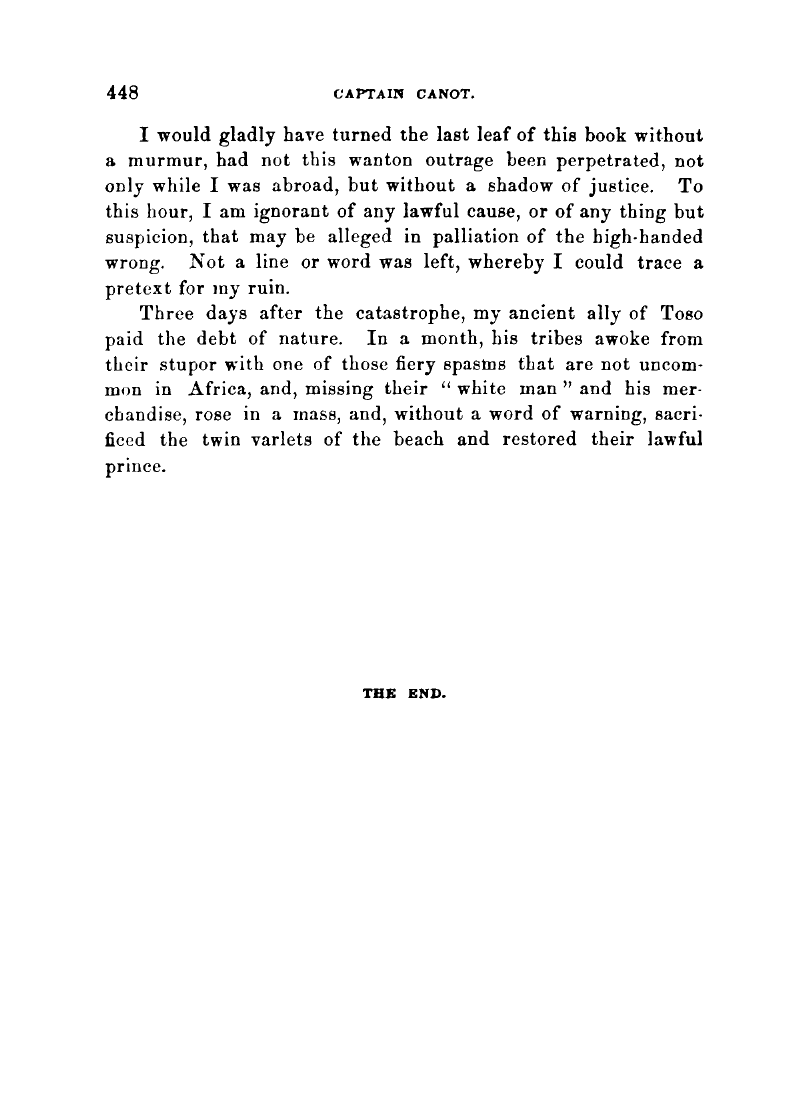 448 CAPTAIN CANOT.
I would gladly have turned the last leaf of this book without
a murmur, had not this wanton outrage been perpetrated, not
only while I was abroad, but without a shadow of justice. To
this hour, I am ignorant of any lawful cause, or of any thing but
suspicion, that may be alleged in palliation of the high-handed
wrong. Not a line or word was left, whereby I could trace a
pretext for my ruin.
Three days after the catastrophe, my ancient ally of Toso
paid the debt of nature. In a month, his tribes awoke from
their stupor with one of those fiery spasms that are not uncom-
mon in Africa, and, missing their “white man” and his mer-
chandise, rose in a mass, and, without a word of warning, sacri-
ficed the twin varlets of the beach and restored their lawful
prince.
THE END.